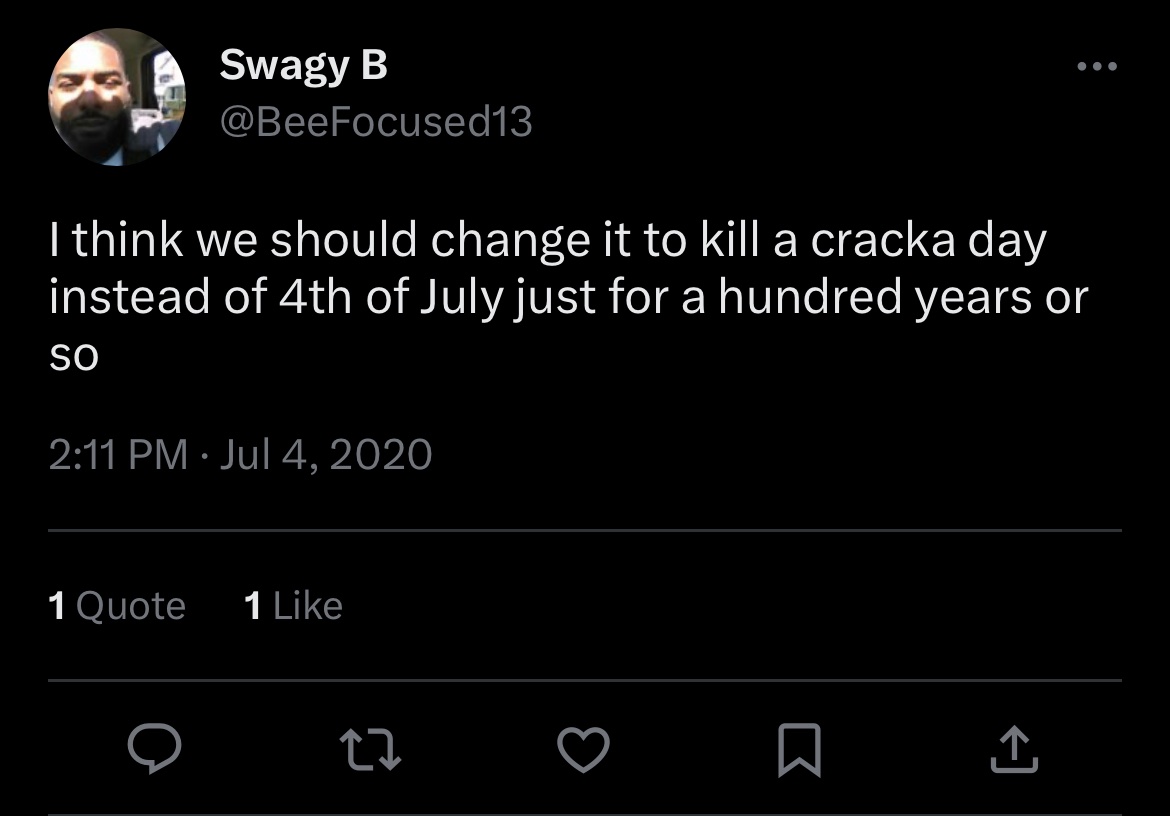 Swagy B
@BeeFocused13
I think we should change it to kill a cracka day
instead of 4th of July just for a hundred years or
so
2:11 PM · Jul 4, 2020
1 Quote 1 Like